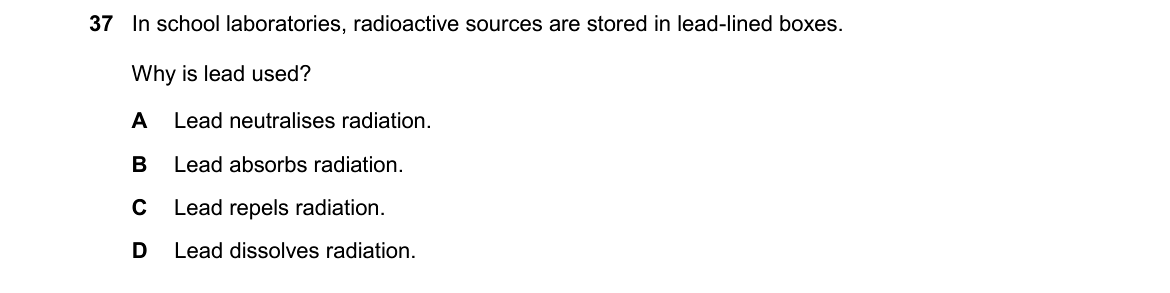 37 In school laboratories, radioactive sources are stored in lead-lined boxes.
Why is lead used?
A Lead neutralises radiation.
B Lead absorbs radiation.
C Lead repels radiation.
D Lead dissolves radiation.